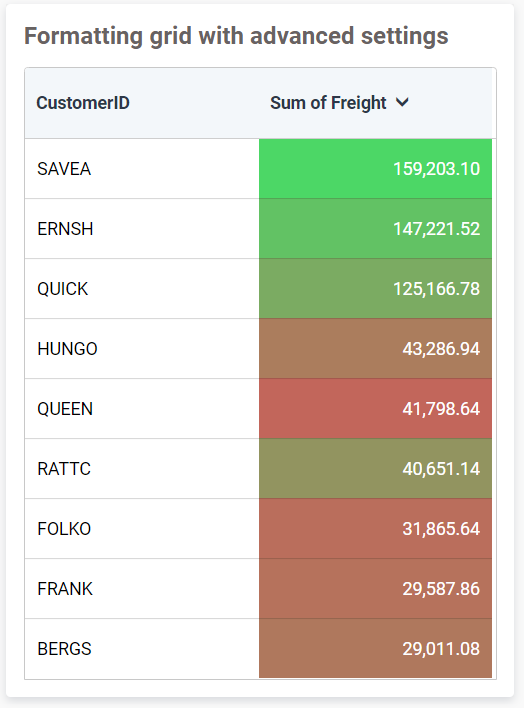 Formatting grid with advanced settings
CustomerID Sum of Freight
SAVEA 159,203.10
ERNSH 147,221.52
QUICK 125,166.78
HUNGO 43,286.94
QUEEN 41,798.64
RATTC 40,651.14
FOLKO 31,865.64
FRANK 29,587.86
BERGS 29,011.08